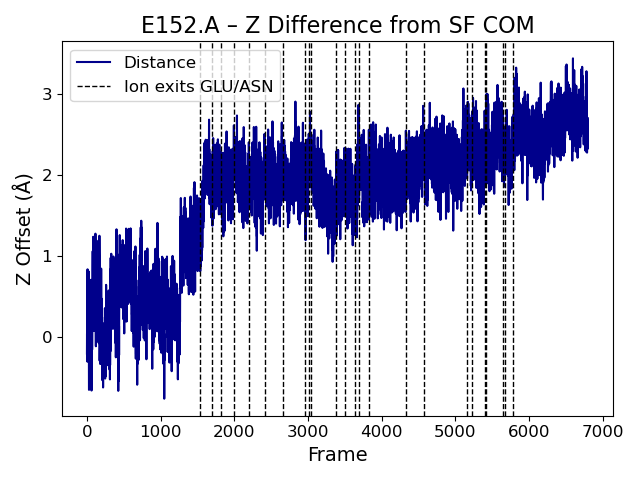 E152.A – Z Difference from SF COM
Distance
Ion exits GLU/ASN
Z Offset (Å)
3
2
1
0
0 1000 2000 3000 4000 5000 6000 7000
Frame